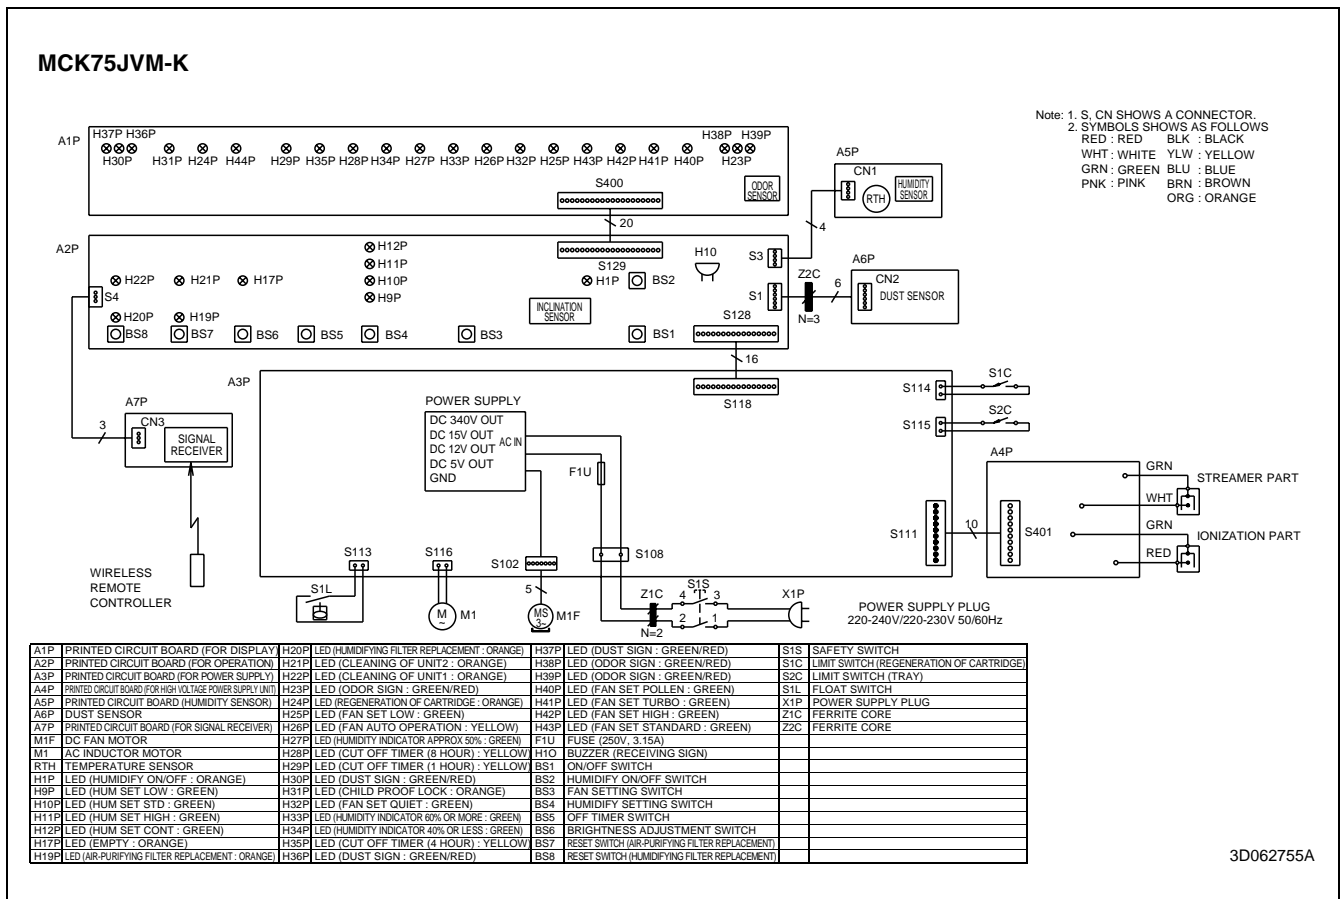 MCK75JVM-K
Note: 1. S, CN SHOWS A CONNECTOR.
2. SYMBOLS SHOWS AS FOLLOWS
RED : RED BLK : BLACK
WHT : WHITE YLW : YELLOW
GRN : GREEN BLU : BLUE
PNK : PINK BRN : BROWN
ORG : ORANGE
A1P
H37P H36P
H38P H39P
H30P H31P H24P H44P H29P H35P H28P H34P H27P H33P H26P H32P H25P H43P H42P H41P H40P H23P
S400
ODOR
SENSOR
20
A5P
CN1
RTH
HUMIDITY
SENSOR
4
A2P
H12P
H11P
H10P
H9P
S129
H10
S3
H22P H21P H17P
H1P BS2
S4
INCLINATION
SENSOR
S1
Z2C
N=3
6
A6P
CN2
DUST SENSOR
H20P H19P
S128
BS8 BS7 BS6 BS5 BS4 BS3 BS1
16
A3P
S118
S114
S1C
S115
S2C
A7P
CN3
3
SIGNAL
RECEIVER
WIRELESS
REMOTE
CONTROLLER
POWER SUPPLY
DC 340V OUT
DC 15V OUT
DC 12V OUT
DC 5V OUT
GND
AC IN
F1U
A4P
GRN
STREAMER PART
WHT
S111
10
S401
GRN
IONIZATION PART
RED
S113
S116
S102
S108
S1L
M
~
M1
5
MS
3~
M1F
Z1C
N=2
S1S
4 3
2 1
X1P
POWER SUPPLY PLUG
220-240V/220-230V 50/60Hz
A1P PRINTED CIRCUIT BOARD (FOR DISPLAY) H20P LED (HUMIDIFYING FILTER REPLACEMENT : ORANGE) H37P LED (DUST SIGN : GREEN/RED) S1S SAFETY SWITCH
A2P PRINTED CIRCUIT BOARD (FOR OPERATION) H21P LED (CLEANING OF UNIT2 : ORANGE) H38P LED (ODOR SIGN : GREEN/RED) S1C LIMIT SWITCH (REGENERATION OF CARTRIDGE)
A3P PRINTED CIRCUIT BOARD (FOR POWER SUPPLY) H22P LED (CLEANING OF UNIT1 : ORANGE) H39P LED (ODOR SIGN : GREEN/RED) S2C LIMIT SWITCH (TRAY)
A4P PRINTED CIRCUIT BOARD (FOR HIGH VOLTAGE POWER SUPPLY UNIT) H23P LED (ODOR SIGN : GREEN/RED) H40P LED (FAN SET POLLEN : GREEN) S1L FLOAT SWITCH
A5P PRINTED CIRCUIT BOARD (HUMIDITY SENSOR) H24P LED (REGENERATION OF CARTRIDGE : ORANGE) H41P LED (FAN SET TURBO : GREEN) X1P POWER SUPPLY PLUG
A6P DUST SENSOR H25P LED (FAN SET LOW : GREEN) H42P LED (FAN SET HIGH : GREEN) Z1C FERRITE CORE
A7P PRINTED CIRCUIT BOARD (FOR SIGNAL RECEIVER) H26P LED (FAN AUTO OPERATION : YELLOW) H43P LED (FAN SET STANDARD : GREEN) Z2C FERRITE CORE
M1F DC FAN MOTOR H27P LED (HUMIDITY INDICATOR APPROX 50% : GREEN) F1U FUSE (250V, 3.15A)
M1 AC INDUCTOR MOTOR H28P LED (CUT OFF TIMER (8 HOUR) : YELLOW) H1O BUZZER (RECEIVING SIGN)
RTH TEMPERATURE SENSOR H29P LED (CUT OFF TIMER (1 HOUR) : YELLOW) BS1 ON/OFF SWITCH
H1P LED (HUMIDIFY ON/OFF : ORANGE) H30P LED (DUST SIGN : GREEN/RED) BS2 HUMIDIFY ON/OFF SWITCH
H9P LED (HUM SET LOW : GREEN) H31P LED (CHILD PROOF LOCK : ORANGE) BS3 FAN SETTING SWITCH
H10P LED (HUM SET STD : GREEN) H32P LED (FAN SET QUIET : GREEN) BS4 HUMIDIFY SETTING SWITCH
H11P LED (HUM SET HIGH : GREEN) H33P LED (HUMIDITY INDICATOR 60% OR MORE : GREEN) BS5 OFF TIMER SWITCH
H12P LED (HUM SET CONT : GREEN) H34P LED (HUMIDITY INDICATOR 40% OR LESS : GREEN) BS6 BRIGHTNESS ADJUSTMENT SWITCH
H17P LED (EMPTY : ORANGE) H35P LED (CUT OFF TIMER (4 HOUR) : YELLOW) BS7 RESET SWITCH (AIR-PURIFYING FILTER REPLACEMENT)
H19P LED (AIR-PURIFYING FILTER REPLACEMENT : ORANGE) H36P LED (DUST SIGN : GREEN/RED) BS8 RESET SWITCH (HUMIDIFYING FILTER REPLACEMENT)
3D062755A